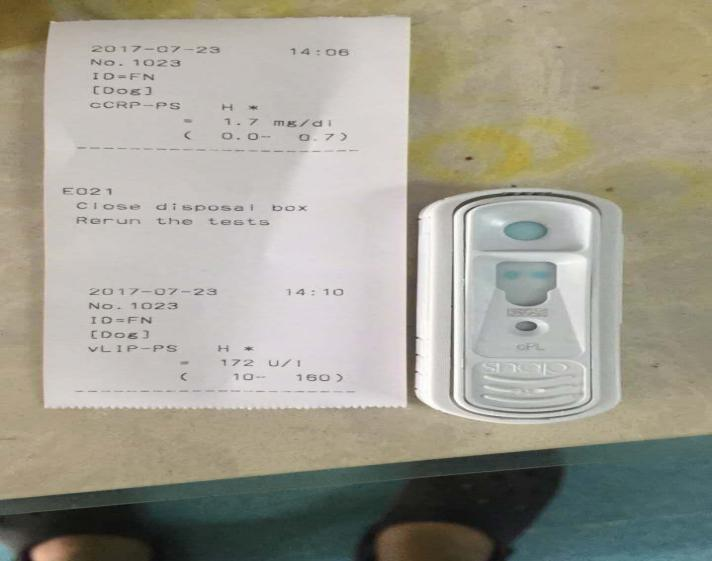 2017-07-23 14:06
No. 1023
ID=FN
[Dog]
cCRP-PS H *
= 1.7 mg/dl
( 0.0- 0.7)
E021
Close disposal box
Rerun the tests
2017-07-23 14:10
No. 1023
ID=FN
[Dog]
vLIP-PS H *
= 172 U/l
( 10- 160)
cPL
snap